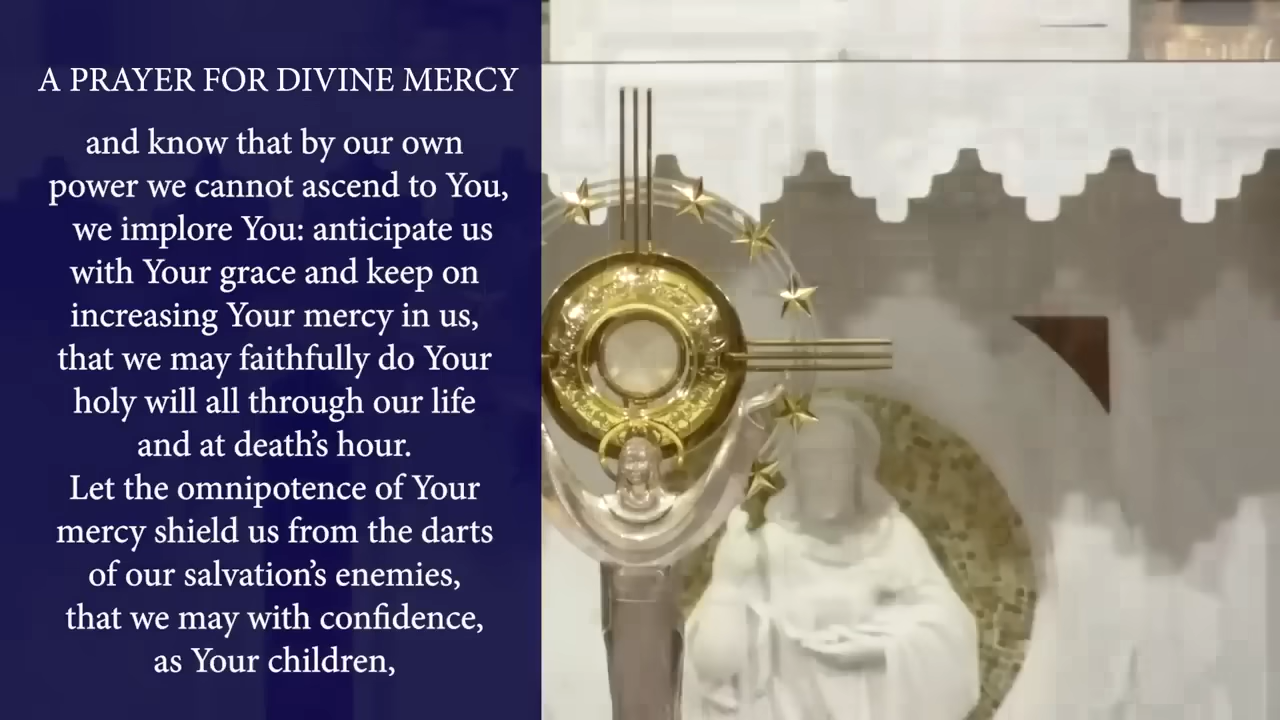 A PRAYER FOR DIVINE MERCY
and know that by our own
power we cannot ascend to You,
we implore You: anticipate us
with Your grace and keep on
increasing Your mercy in us,
that we may faithfully do Your
holy will all through our life
and at death’s hour.
Let the omnipotence of Your
mercy shield us from the darts
of our salvation’s enemies,
that we may with confidence,
as Your children,